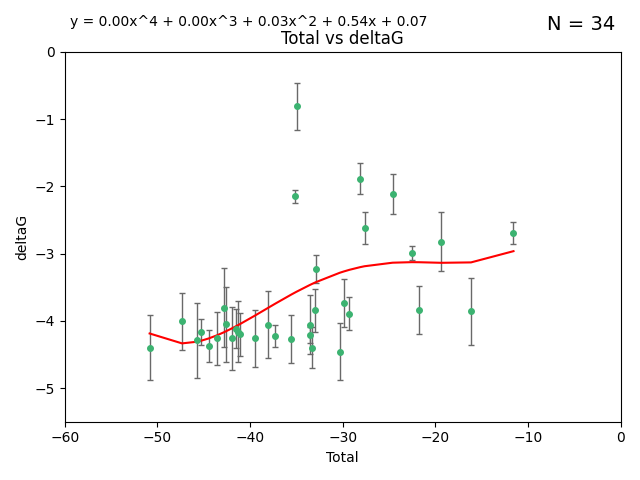 y = 0.00x^4 + 0.00x^3 + 0.03x^2 + 0.54x + 0.07
N = 34
Total vs deltaG
0
−1
−2
−3
−4
−5
deltaG
−60
−50
−40
−30
−20
−10
0
Total